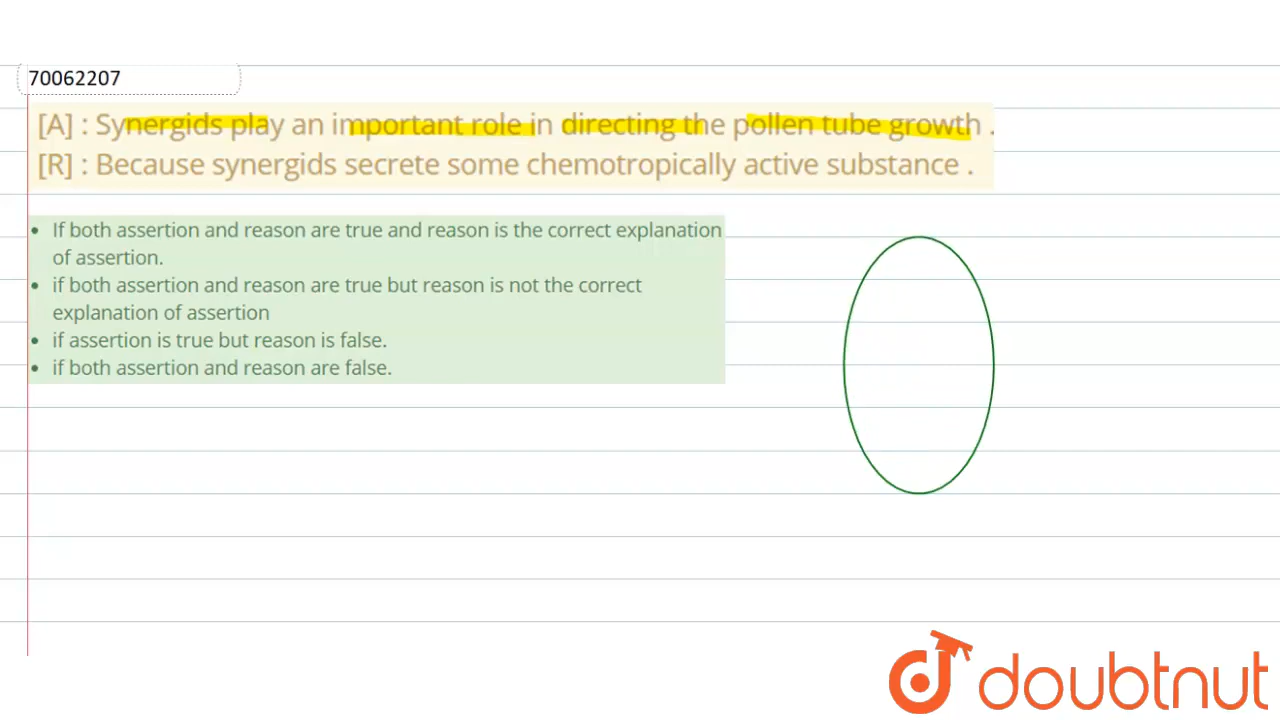 70062207
[A] : Synergids play an important role in directing the pollen tube growth .
[R] : Because synergids secrete some chemotropically active substance .
• If both assertion and reason are true and reason is the correct explanation
of assertion.
• if both assertion and reason are true but reason is not the correct
explanation of assertion
• if assertion is true but reason is false.
• if both assertion and reason are false.
doubtnut